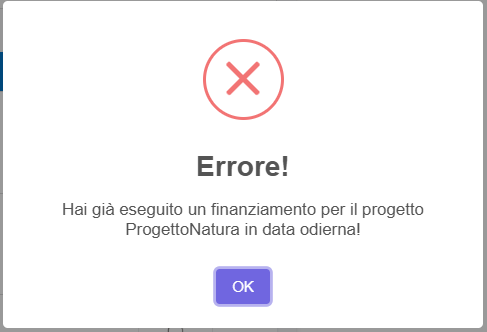 Errore!
Hai già eseguito un finanziamento per il progetto
ProgettoNatura in data odierna!
OK